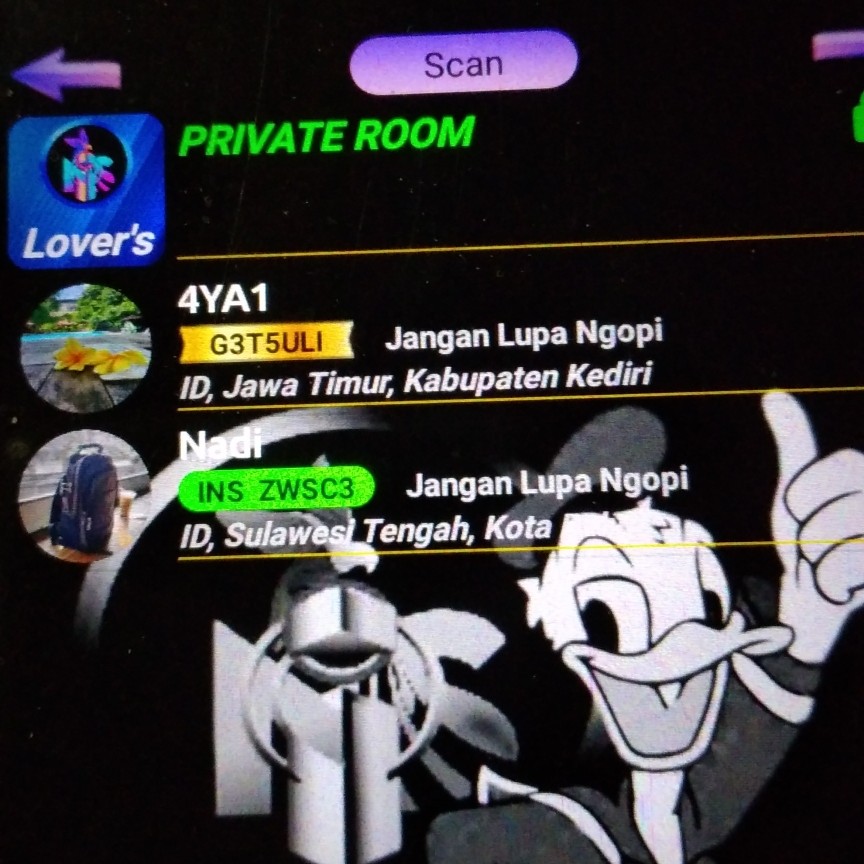 Scan
PRIVATE ROOM
Lover's
4YA1
G3T5ULI Jangan Lupa Ngopi
ID, Jawa Timur, Kabupaten Kediri
Nadi
INS ZWSC3 Jangan Lupa Ngopi
ID, Sulawesi Tengah, Kota